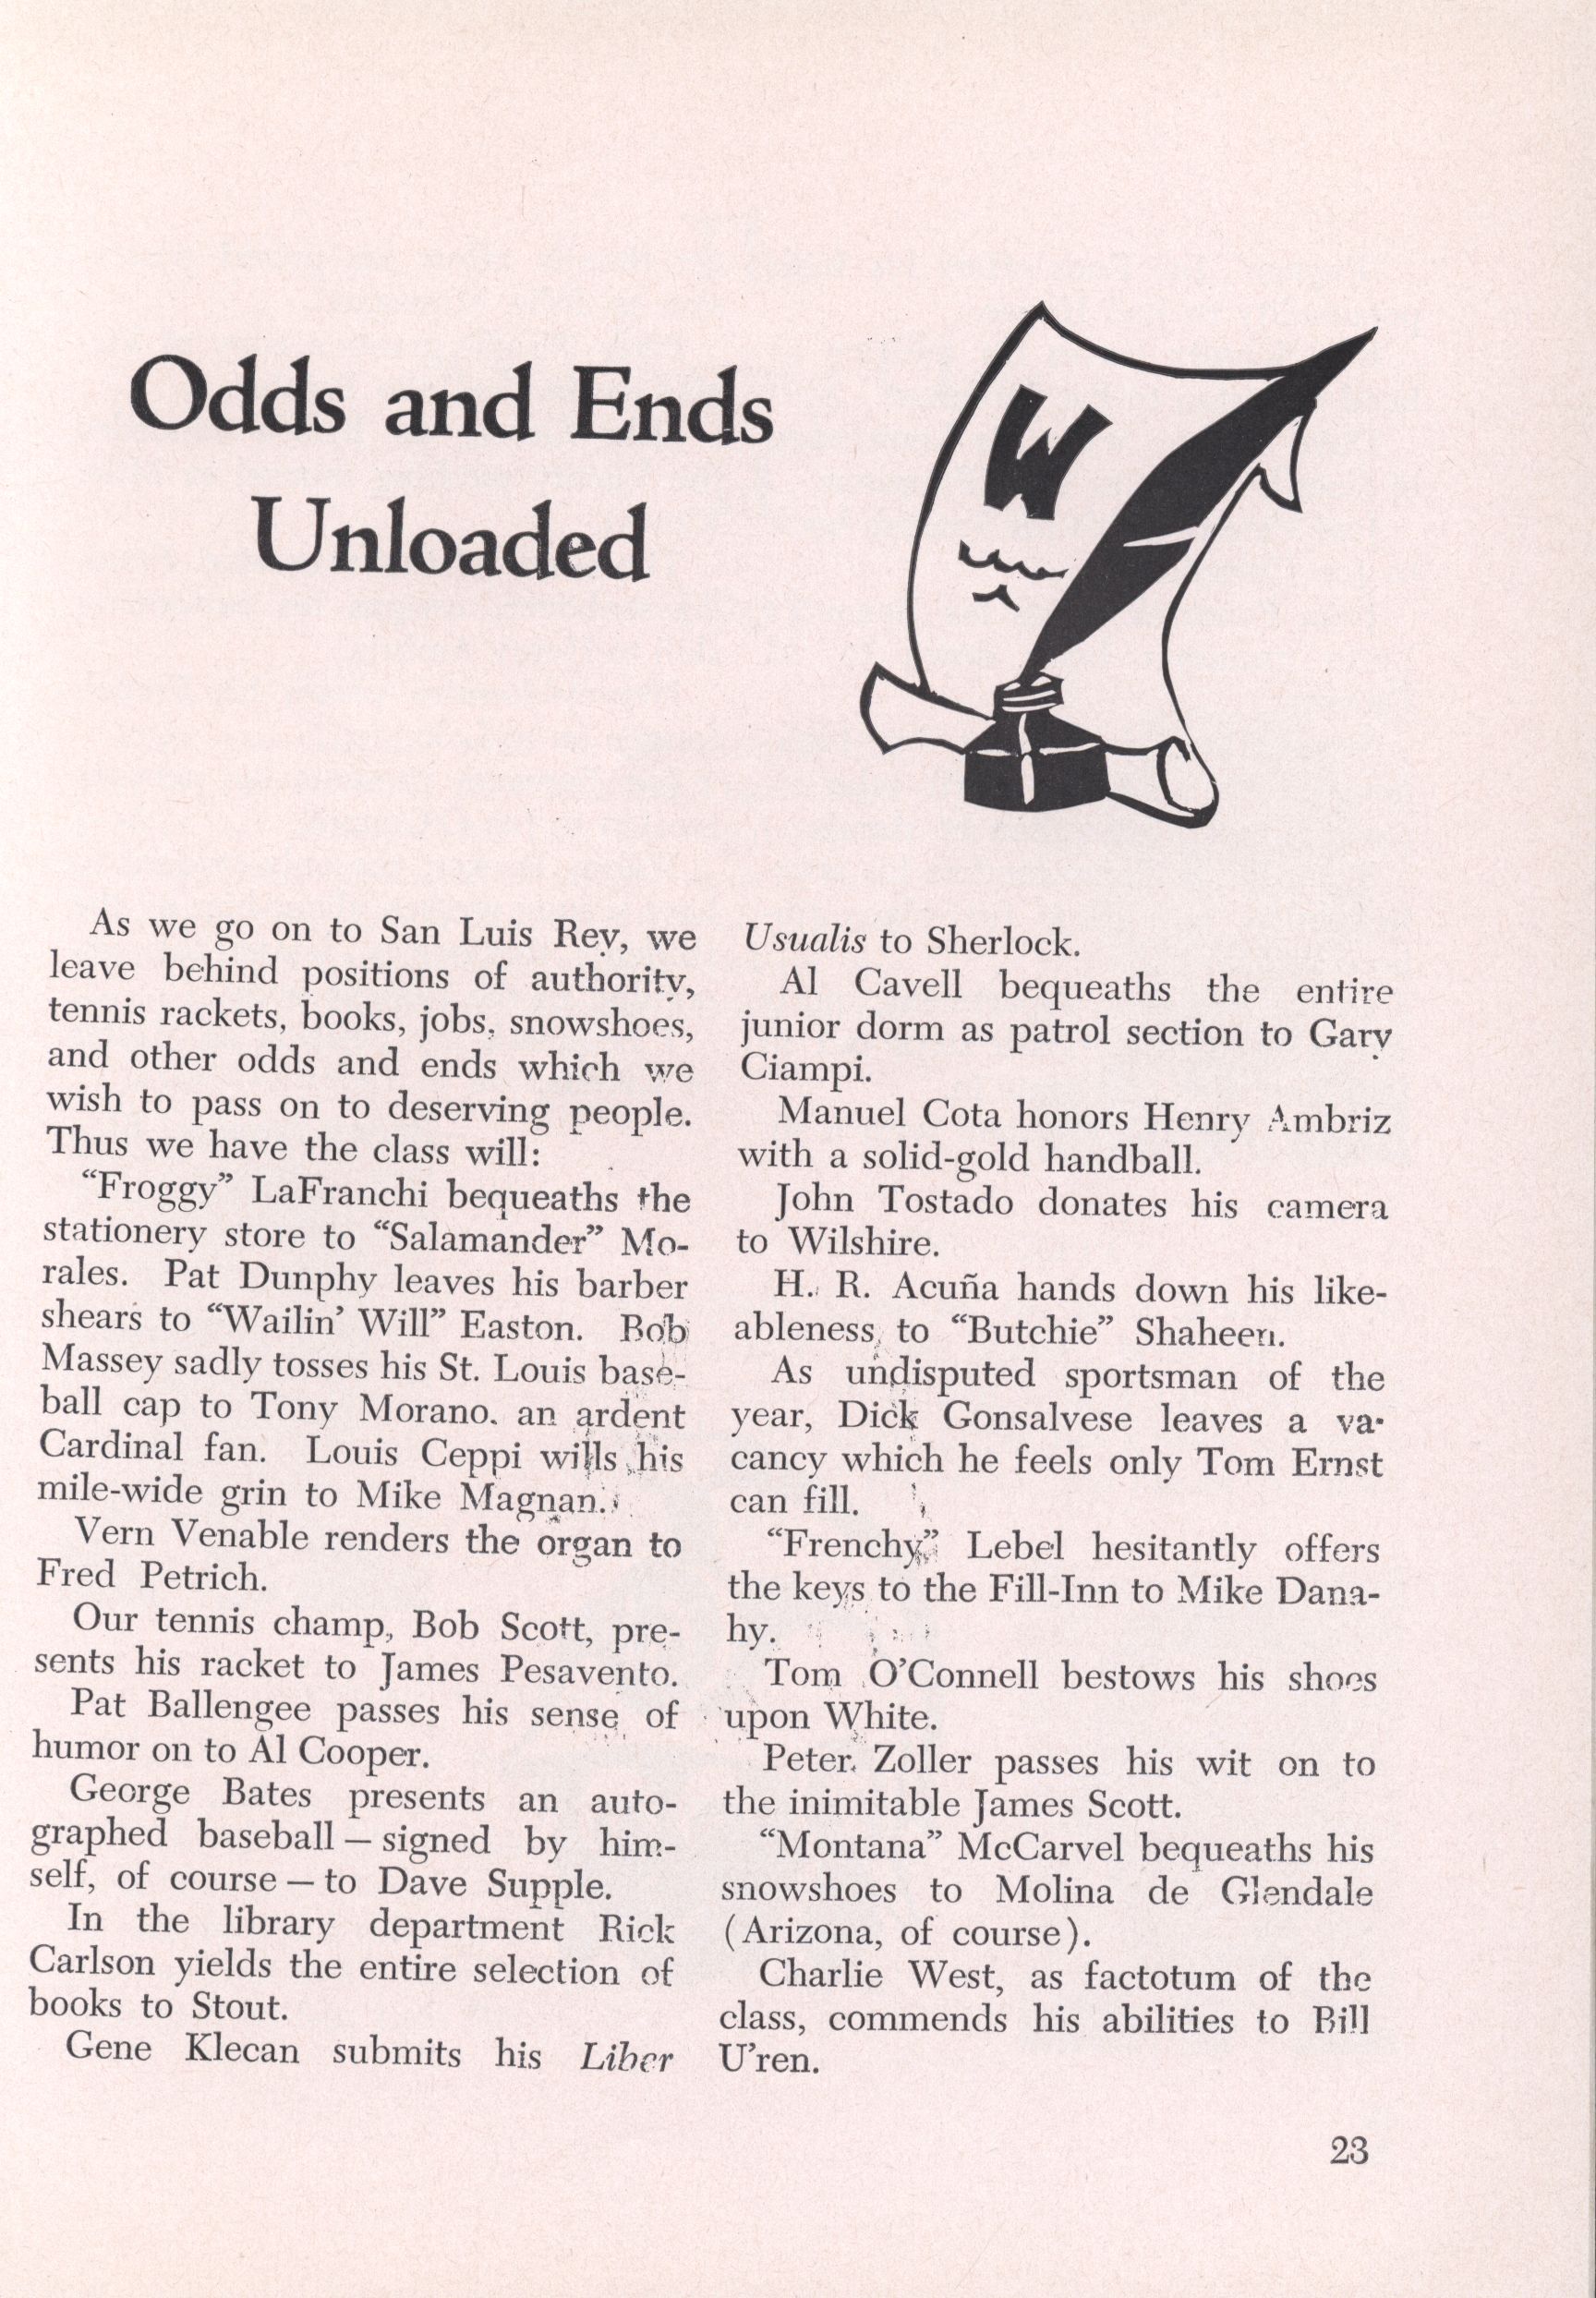 Odds and Ends
Unloaded
W
As we go on to San Luis Rey, we
leave behind positions of authority,
tennis rackets, books, jobs, snowshoes,
and other odds and ends which we
wish to pass on to deserving people.
Thus we have the class will:
“Froggy” LaFranchi bequeaths the
stationery store to “Salamander” Mo-
rales. Pat Dunphy leaves his barber
shears to “Wailin’ Will” Easton. Bob
Massey sadly tosses his St. Louis base-
ball cap to Tony Morano, an ardent
Cardinal fan. Louis Ceppi wills his
mile-wide grin to Mike Magnan.
Vern Venable renders the organ to
Fred Petrich.
Our tennis champ, Bob Scott, pre-
sents his racket to James Pesavento.
Pat Ballengee passes his sense of
humor on to Al Cooper.
George Bates presents an auto-
graphed baseball — signed by him-
self, of course — to Dave Supple.
In the library department Rick
Carlson yields the entire selection of
books to Stout.
Gene Klecan submits his Liber
Usualis to Sherlock.
Al Cavell bequeaths the entire
junior dorm as patrol section to Gary
Ciampi.
Manuel Cota honors Henry Ambriz
with a solid-gold handball.
John Tostado donates his camera
to Wilshire.
H. R. Acuña hands down his like-
ableness to “Butchie” Shaheen.
As undisputed sportsman of the
year, Dick Gonsalvese leaves a va-
cancy which he feels only Tom Ernst
can fill.
“Frenchy” Lebel hesitantly offers
the keys to the Fill-Inn to Mike Dana-
hy.
Tom O’Connell bestows his shoes
upon White.
Peter Zoller passes his wit on to
the inimitable James Scott.
“Montana” McCarvel bequeaths his
snowshoes to Molina de Glendale
(Arizona, of course).
Charlie West, as factotum of the
class, commends his abilities to Bill
U’ren.
23